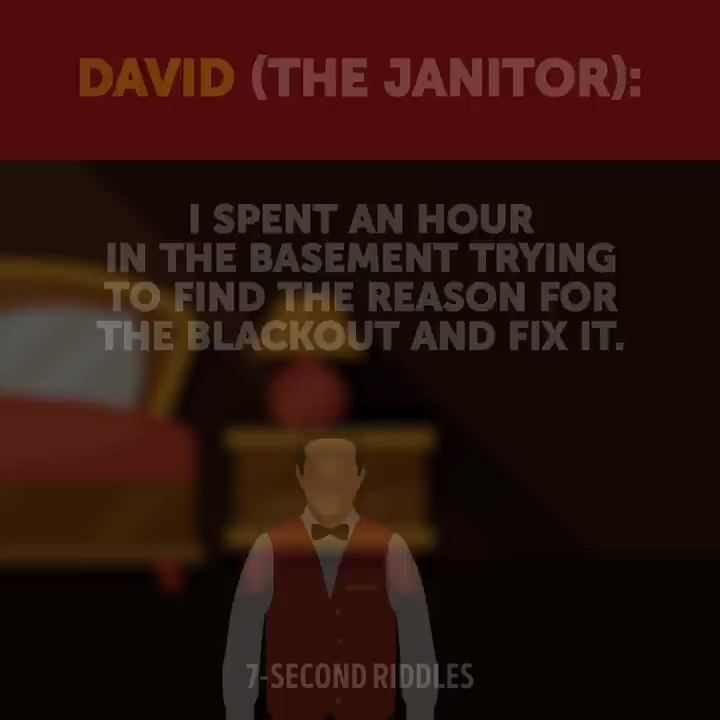 DAVID (THE JANITOR):
I SPENT AN HOUR
IN THE BASEMENT TRYING
TO FIND THE REASON FOR
THE BLACKOUT AND FIX IT.
7-SECOND RIDDLES